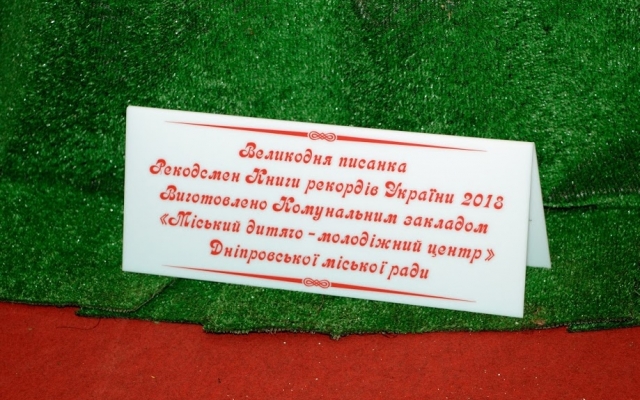 Великодня писанка
Рекодсмен Книги рекордів України 2018
Виготовлено Комунальним закладом
«Міський дитячо - молодіжний центр»
Дніпровської міської ради